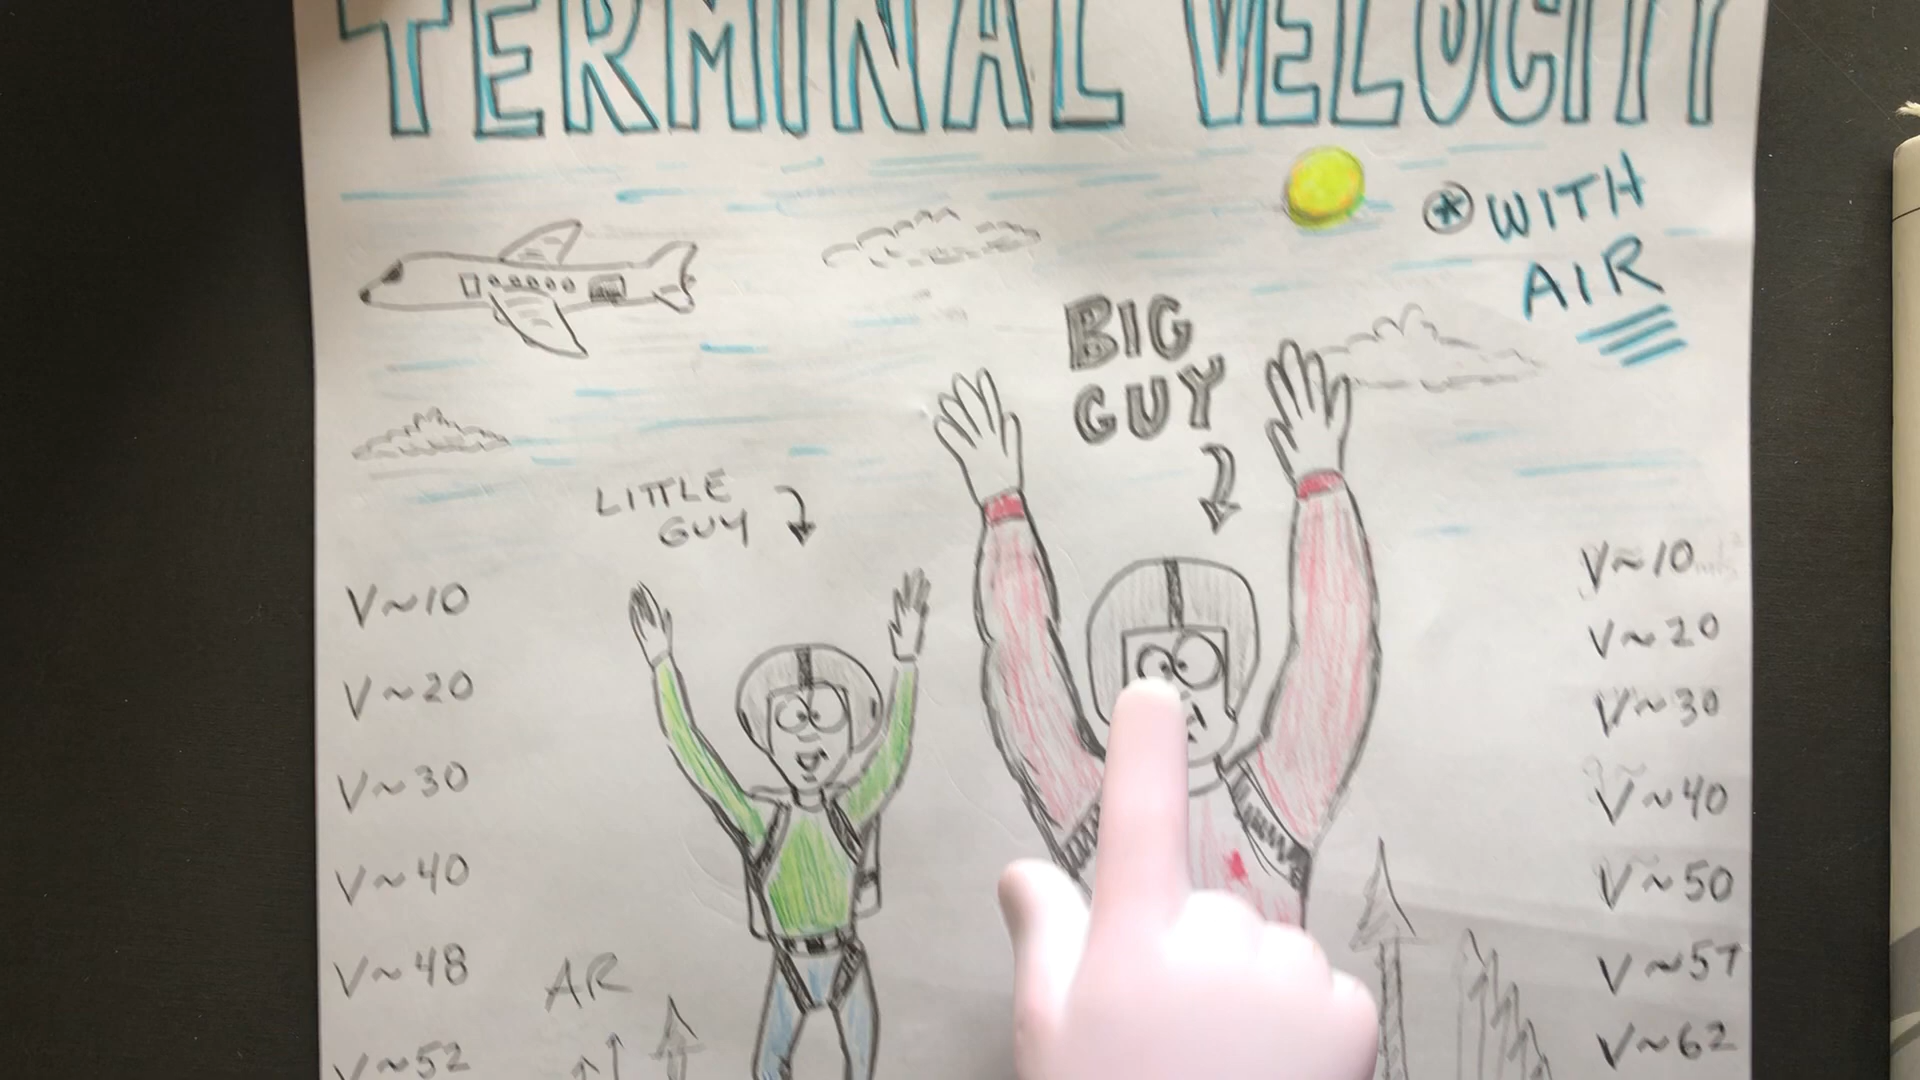 TERMINAL VELOCITY
* WITH
AIR
BIG
GUY
LITTLE
GUY
V~10
V~20
V~30
V~40
V~48
V~52
AR
V~10
V~20
V~30
V~40
V~50
V~57
V~62